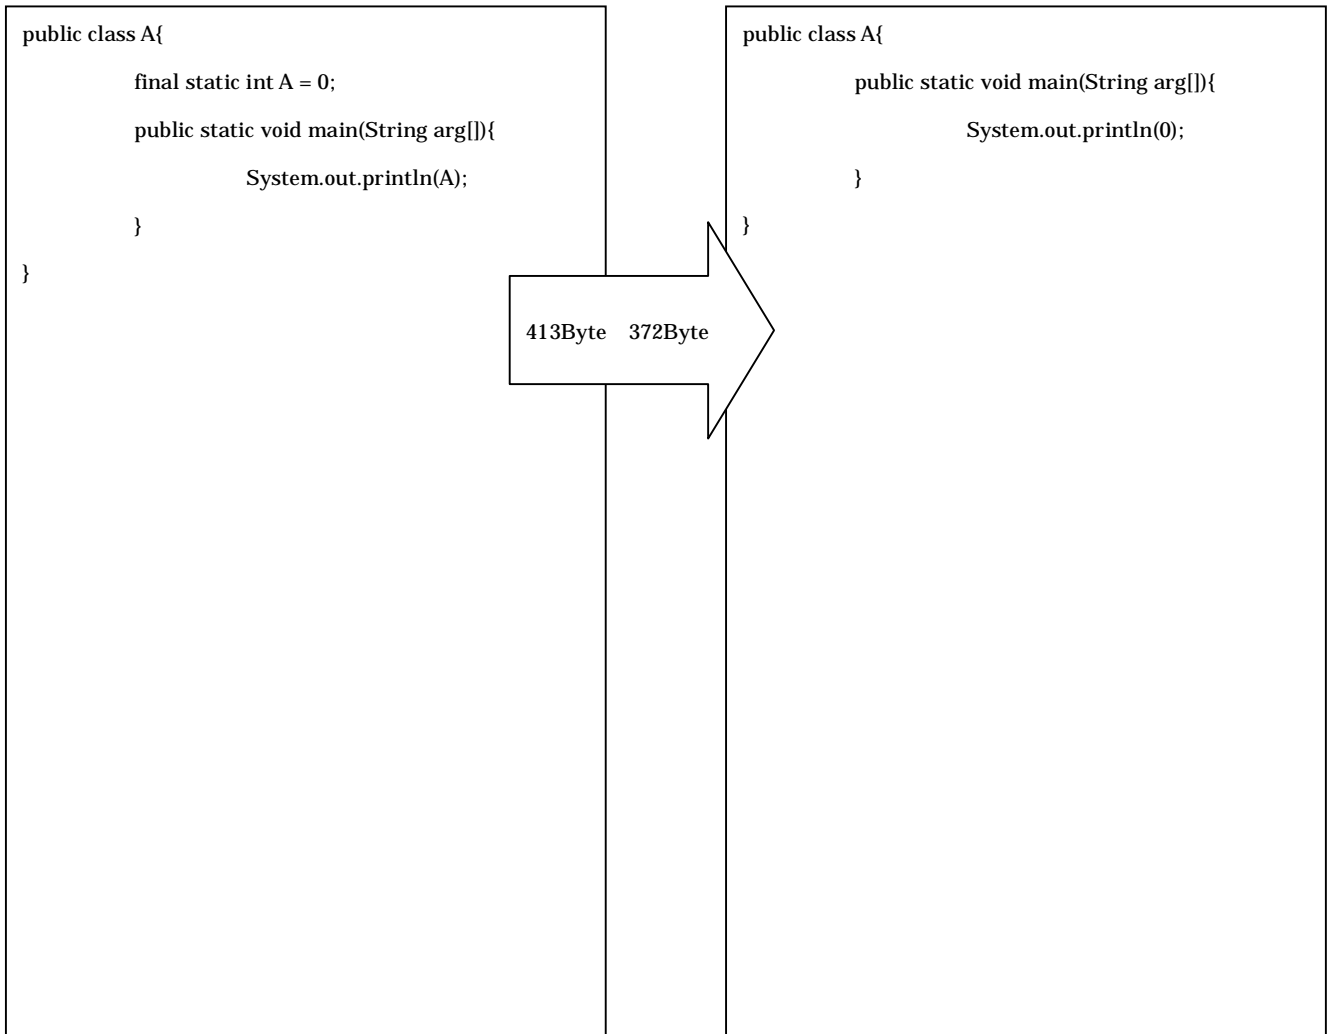 public class A{
final static int A = 0;
public static void main(String arg[]){
System.out.println(A);
}
}
413Byte 372Byte
public class A{
public static void main(String arg[]){
System.out.println(0);
}
}